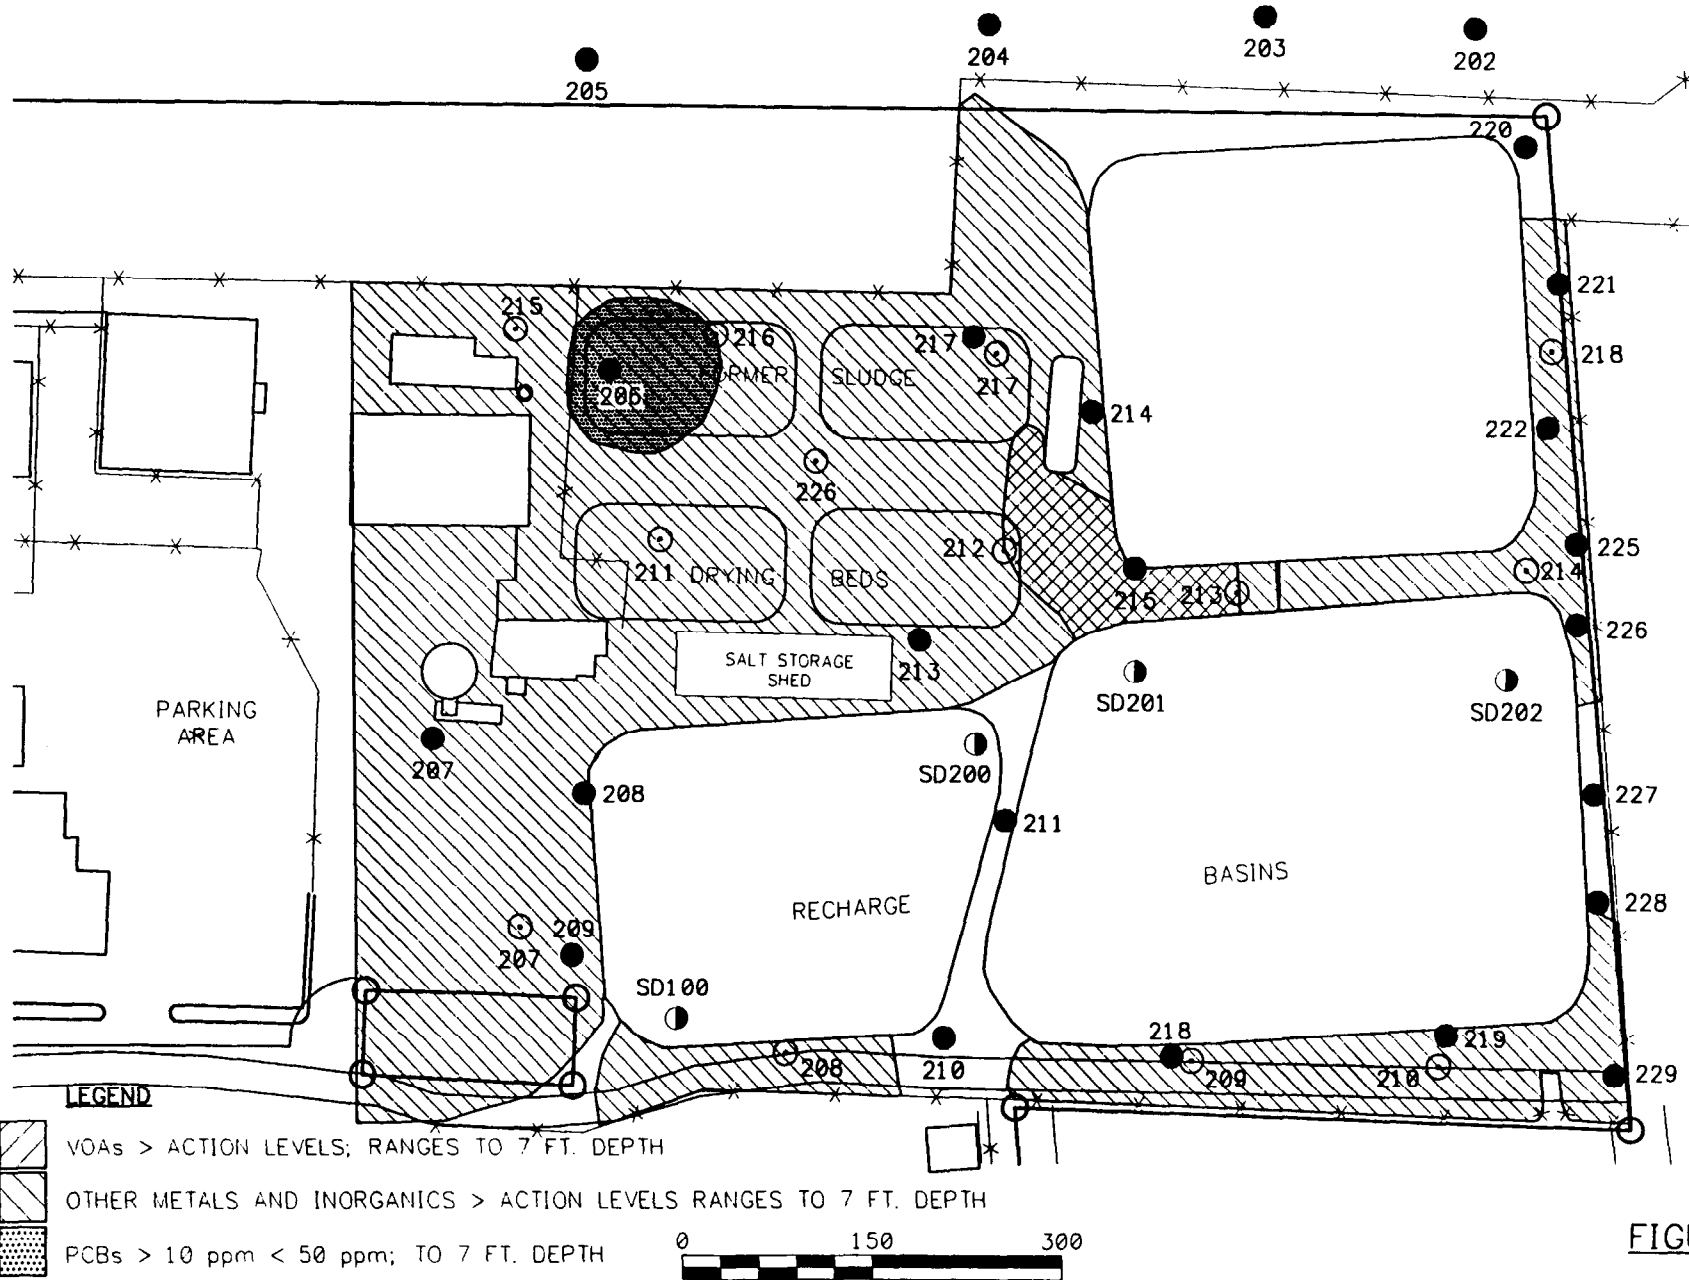 204
203
202
205
220
215
221
216
217
218
FORMER
SLUDGE
217
206
214
222
226
212
225
211
DRYING
BEDS
214
215
213
226
SALT STORAGE
SHED
213
SD201
SD202
PARKING
AREA
207
SD200
208
227
211
BASINS
RECHARGE
228
209
207
SD100
218
219
208
210
209
210
229
LEGEND
VOAs > ACTION LEVELS; RANGES TO 7 FT. DEPTH
OTHER METALS AND INORGANICS > ACTION LEVELS RANGES TO 7 FT. DEPTH
PCBs > 10 ppm < 50 ppm; TO 7 FT. DEPTH
0 150 300